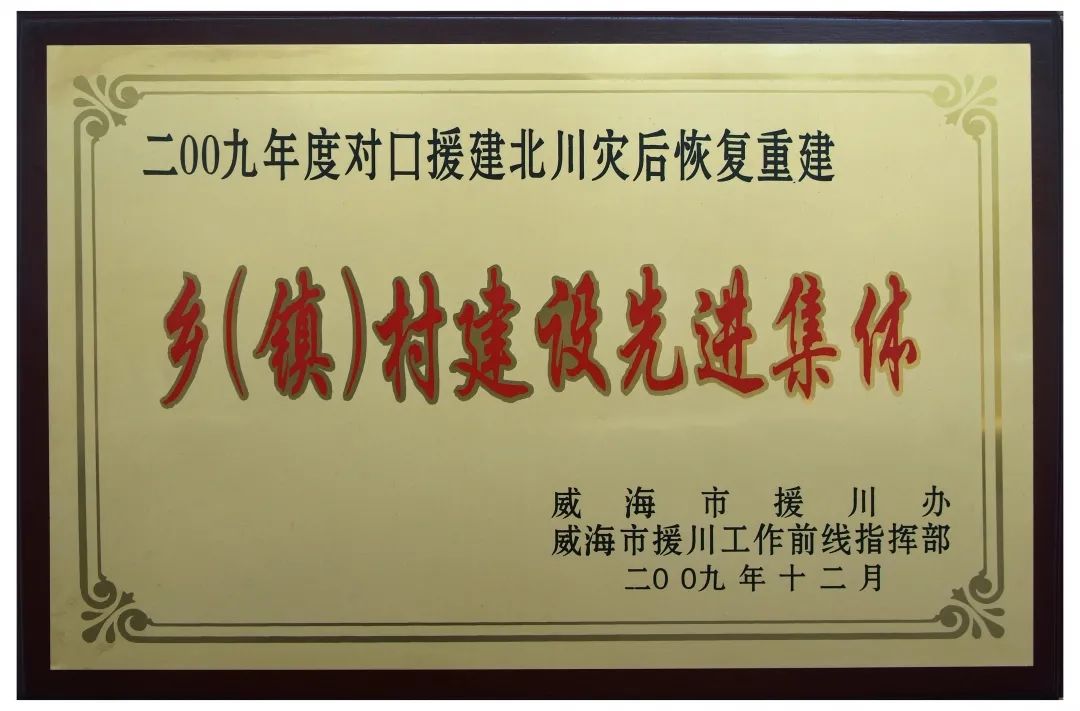 二00九年度对口援建北川灾后恢复重建
乡(镇)村建设先进集体
威海市援川办
威海市援川工作前线指挥部
二00九年十二月